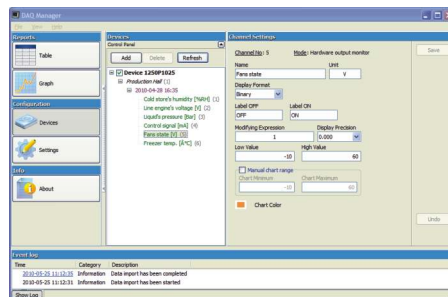 DAQ Manager
File View Help
Reports
Table
Graph
Configuration
Devices
Settings
Info
About
Devices
Control Panel
Add Delete Refresh
Device 1250P1025
Production Hall (1)
2010-04-28 16:35
Cold store's humidity [%RH] (1)
Line engine's voltage [V] (2)
Liquid's pressure [Bar] (3)
Control signal [mA] (4)
Fans state [V] (5)
Freezer temp. [Â°C] (6)
Channel Settings
Channel No: 5 Mode: Hardware output monitor
Name Unit
Fans state V
Display Format
Binary
Label OFF Label ON
OFF ON
Modifying Expression Display Precision
1 0.000
Low Value High Value
-10 60
Manual chart range
Chart Minimum Chart Maximum
-10 60
Chart Color
Save
Undo
Event log
Time Category Description
2010-05-25 11:12:35 Information Data import has been completed
2010-05-25 11:12:31 Information Data import has been started
Show Log